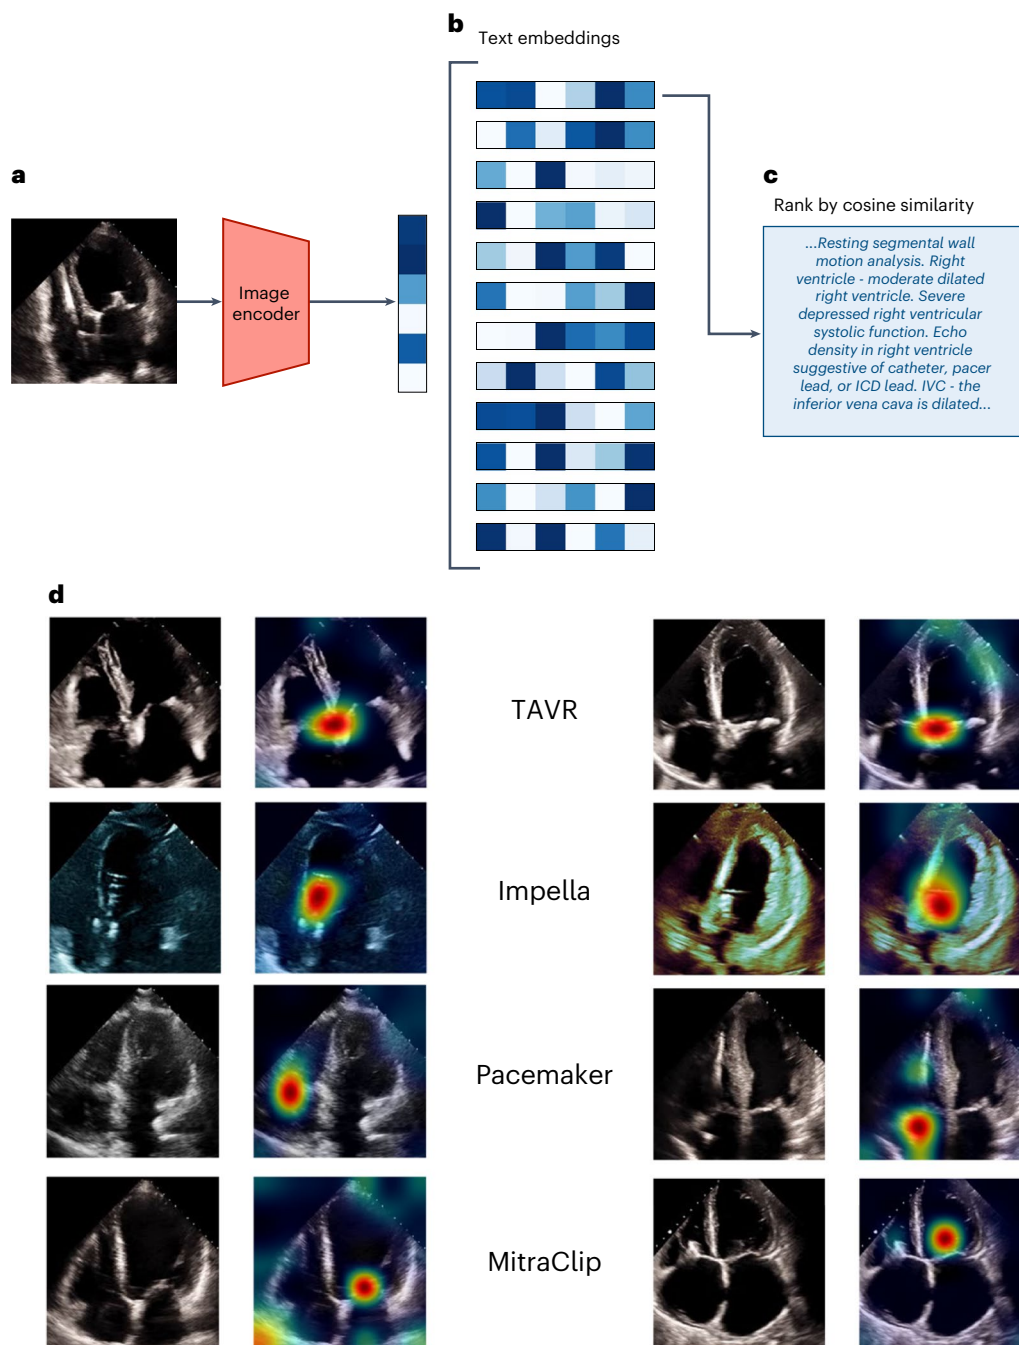 b
Text embeddings
a
c
Rank by cosine similarity
Image
encoder
...Resting segmental wall
motion analysis. Right
ventricle - moderate dilated
right ventricle. Severe
depressed right ventricular
systolic function. Echo
density in right ventricle
suggestive of catheter, pacer
lead, or ICD lead. IVC - the
inferior vena cava is dilated...
d
TAVR
Impella
Pacemaker
MitraClip